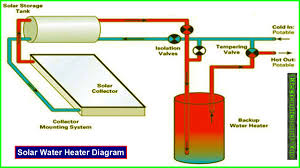 Solar Storage
Tank
Isolation
Valves
Tampering
Valve
Cold In:
Potable
Hot Out:
Potable
Solar
Collector
Collector
Mounting System
Backup
Water Heater
Solar Water Heater Diagram